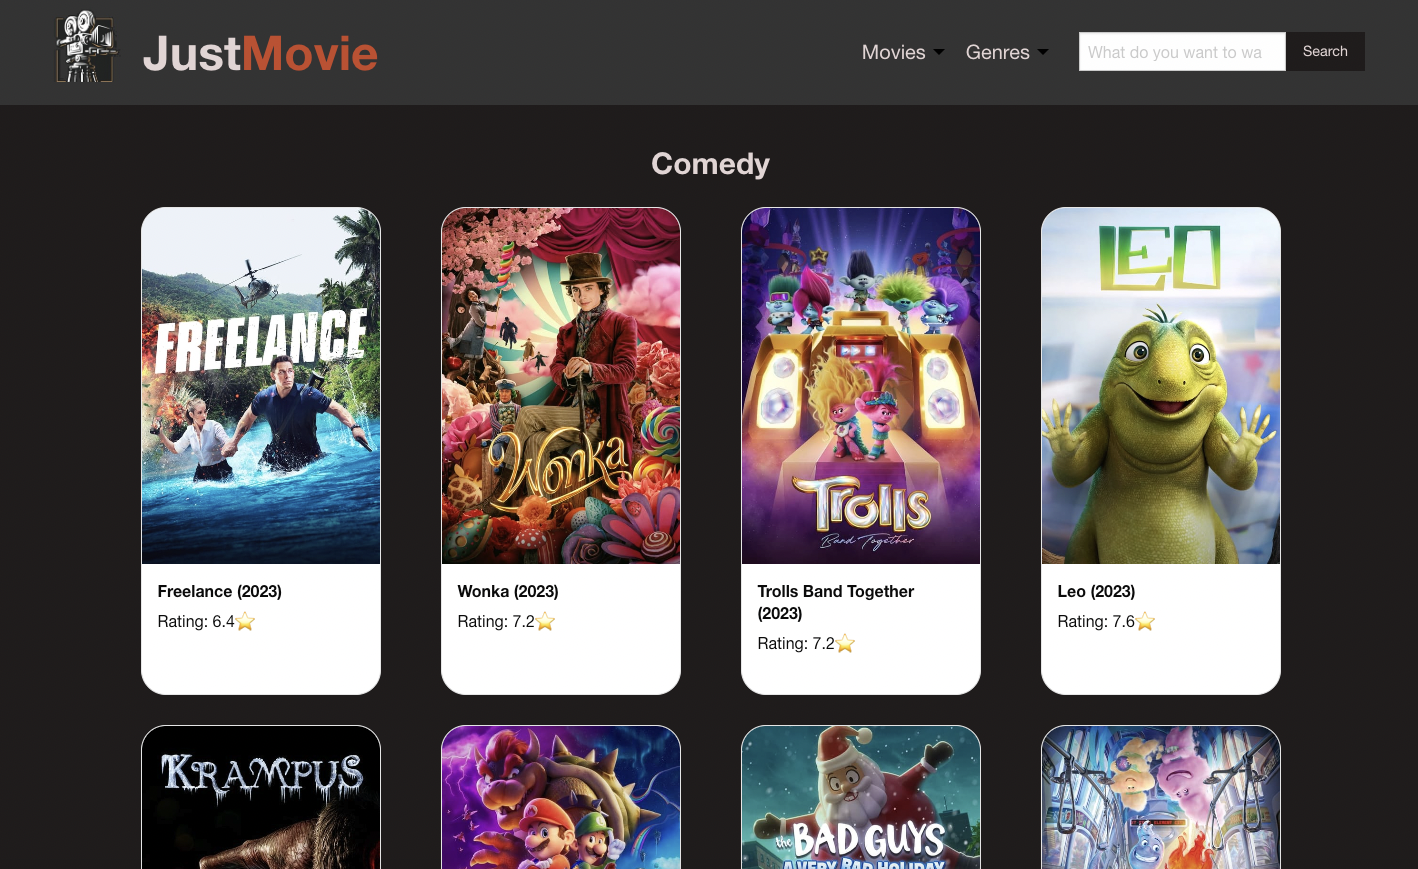 JustMovie
Movies
Genres
What do you want to wa
Search
Comedy
FREELANCE
Wonka
TROLLS
Band Together
LEO
Freelance (2023)
Rating: 6.4
Wonka (2023)
Rating: 7.2
Trolls Band Together
(2023)
Rating: 7.2
Leo (2023)
Rating: 7.6
KRAMPUS
the BAD GUYS
A VERY BAD HOLIDAY